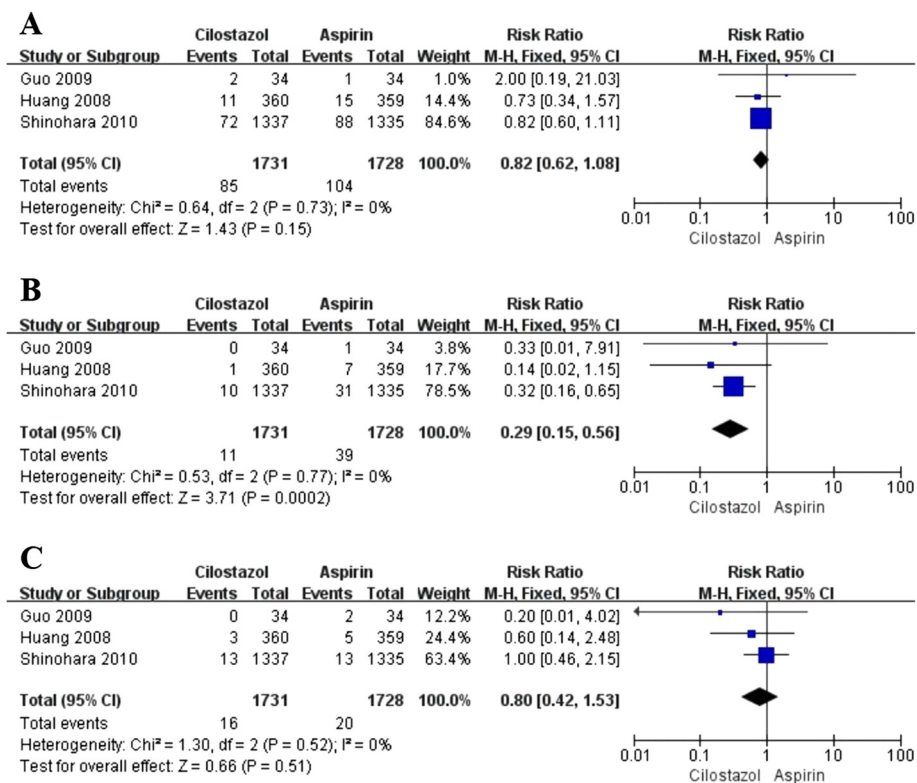 A
Cilostazol Aspirin Risk Ratio Risk Ratio
Study or Subgroup Events Total Events Total Weight M-H, Fixed, 95% CI M-H, Fixed, 95% CI
Guo 2009 2 34 1 34 1.0% 2.00 [0.19, 21.03]
Huang 2008 11 360 15 359 14.4% 0.73 [0.34, 1.57]
Shinohara 2010 72 1337 88 1335 84.6% 0.82 [0.60, 1.11]
Total (95% CI) 1731 1728 100.0% 0.82 [0.62, 1.08]
Total events 85 104
Heterogeneity: Chi² = 0.64, df = 2 (P = 0.73); I² = 0%
Test for overall effect: Z = 1.43 (P = 0.15)
0.01 0.1 1 10 100
Cilostazol Aspirin
B
Cilostazol Aspirin Risk Ratio Risk Ratio
Study or Subgroup Events Total Events Total Weight M-H, Fixed, 95% CI M-H, Fixed, 95% CI
Guo 2009 0 34 1 34 3.8% 0.33 [0.01, 7.91]
Huang 2008 1 360 7 359 17.7% 0.14 [0.02, 1.15]
Shinohara 2010 10 1337 31 1335 78.5% 0.32 [0.16, 0.65]
Total (95% CI) 1731 1728 100.0% 0.29 [0.15, 0.56]
Total events 11 39
Heterogeneity: Chi² = 0.53, df = 2 (P = 0.77); I² = 0%
Test for overall effect: Z = 3.71 (P = 0.0002)
0.01 0.1 1 10 100
Cilostazol Aspirin
C
Cilostazol Aspirin Risk Ratio Risk Ratio
Study or Subgroup Events Total Events Total Weight M-H, Fixed, 95% CI M-H, Fixed, 95% CI
Guo 2009 0 34 2 34 12.2% 0.20 [0.01, 4.02]
Huang 2008 3 360 5 359 24.4% 0.60 [0.14, 2.48]
Shinohara 2010 13 1337 13 1335 63.4% 1.00 [0.46, 2.15]
Total (95% CI) 1731 1728 100.0% 0.80 [0.42, 1.53]
Total events 16 20
Heterogeneity: Chi² = 1.30, df = 2 (P = 0.52); I² = 0%
Test for overall effect: Z = 0.66 (P = 0.51)
0.01 0.1 1 10 100
Cilostazol Aspirin